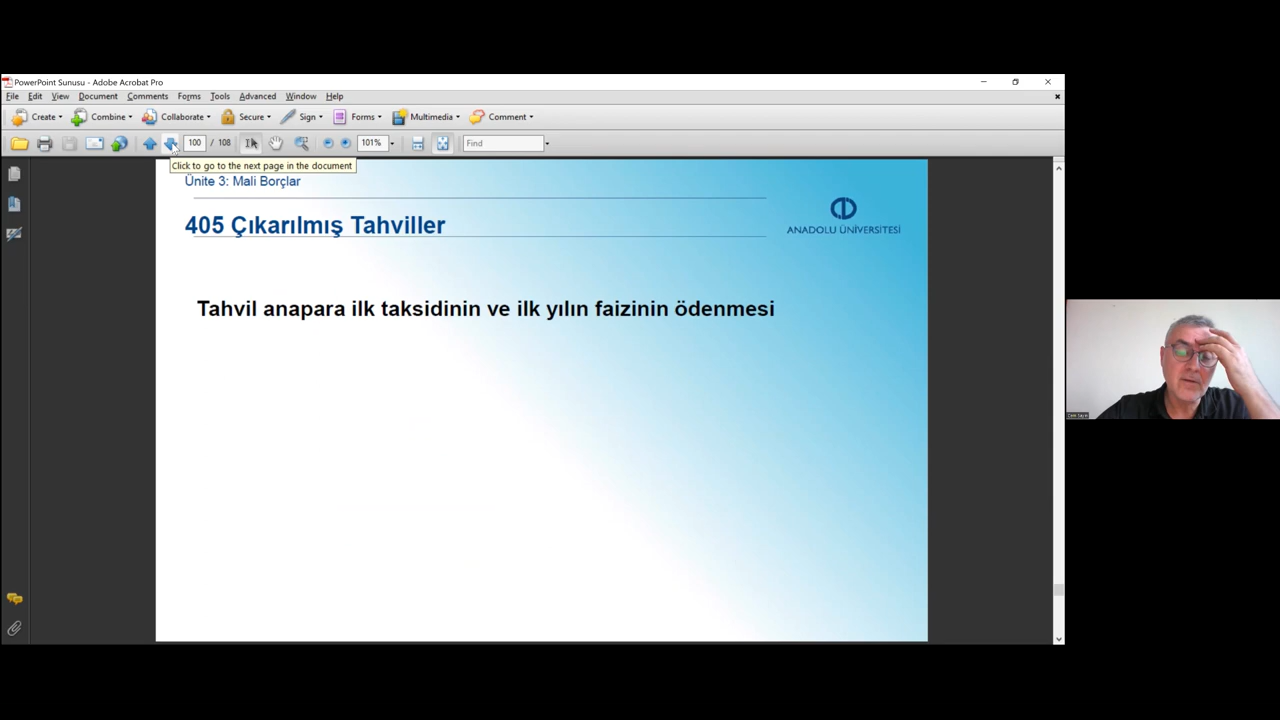 PowerPoint Sunusu - Adobe Acrobat Pro
File Edit View Document Comments Forms Tools Advanced Window Help
Create Combine Collaborate Secure Sign Forms Multimedia Comment
100 / 108 101% Find
Click to go to the next page in the document
Ünite 3: Mali Borçlar
405 Çıkarılmış Tahviller
ANADOLU ÜNİVERSİTESİ
Tahvil anapara ilk taksidinin ve ilk yılın faizinin ödenmesi